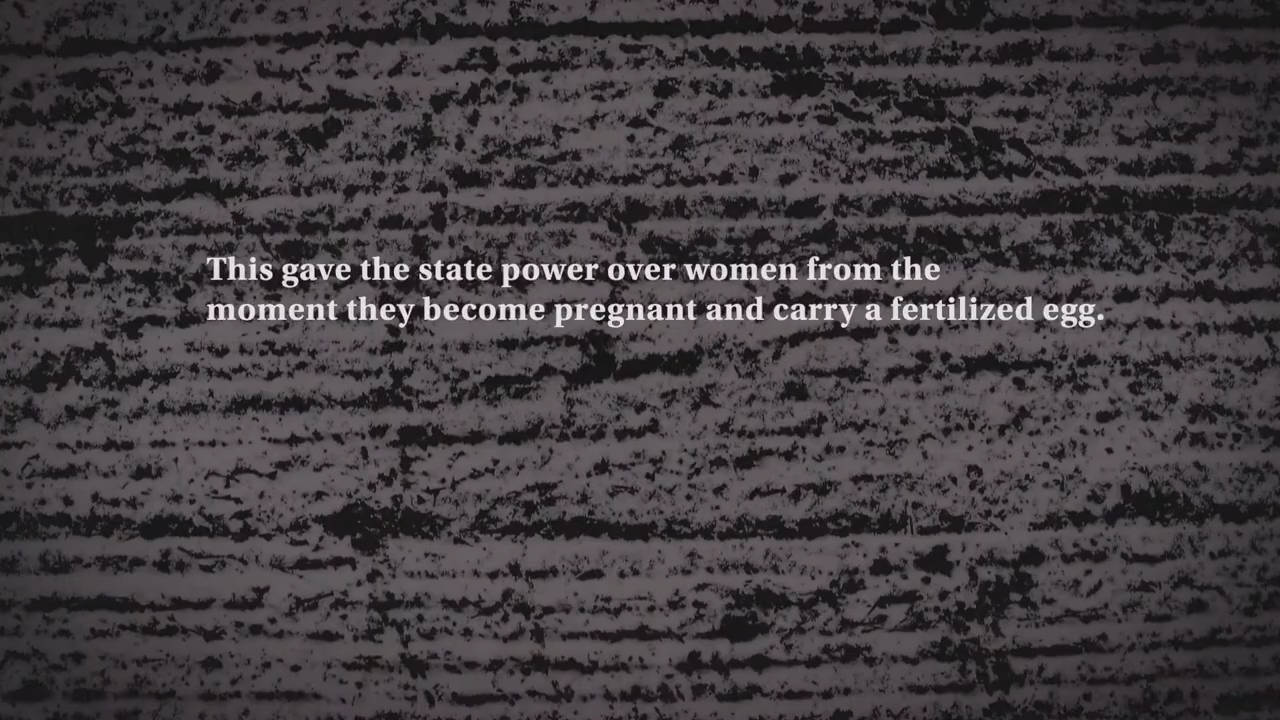 This gave the state power over women from the
moment they become pregnant and carry a fertilized egg.